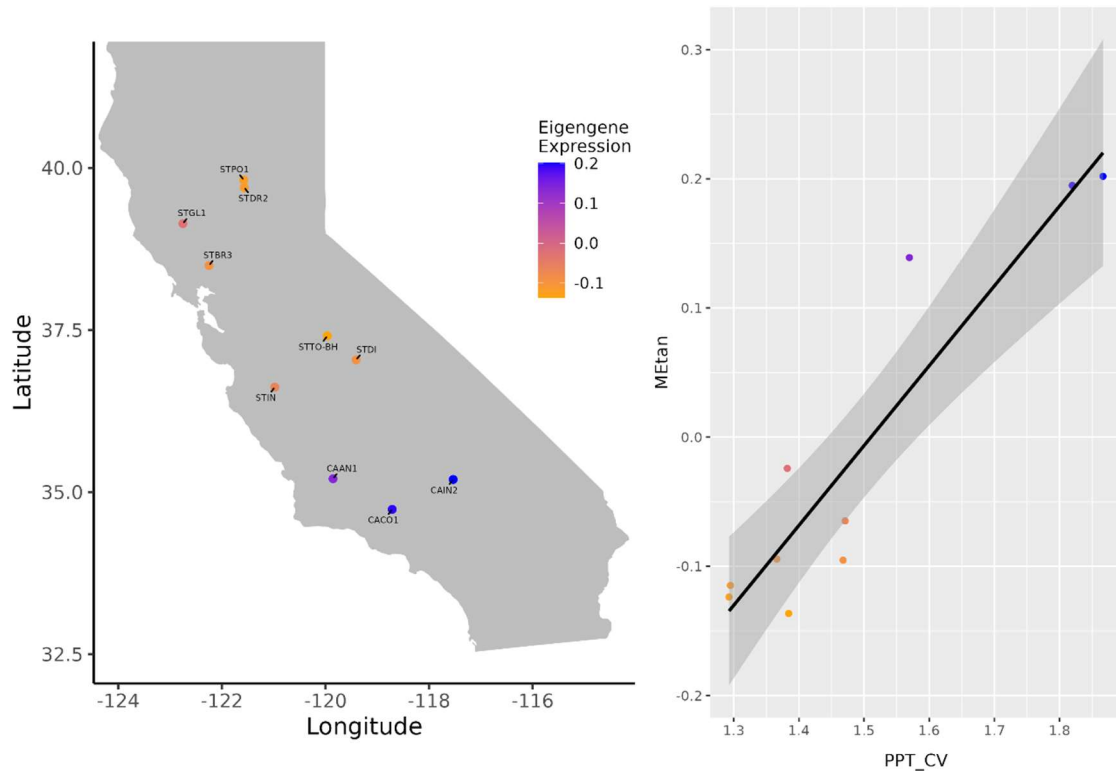 40.0
37.5
35.0
32.5
Latitude
-124
-122
-120
-118
-116
Longitude
STPO1
STDR2
STGL1
STBR3
STTO-BH
STDI
STIN
CAAN1
CAIN2
CACO1
Eigengene
Expression
0.2
0.1
0.0
-0.1
0.3
0.2
0.1
0.0
-0.1
-0.2
MEtan
1.3
1.4
1.5
1.6
1.7
1.8
PPT_CV